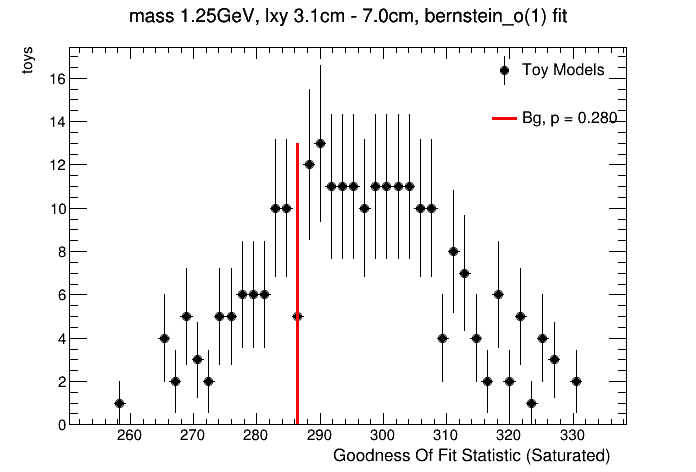 mass 1.25GeV, lxy 3.1cm - 7.0cm, bernstein_o(1) fit
toys
Toy Models
Bg, p = 0.280
16
14
12
10
8
6
4
2
0
260 270 280 290 300 310 320 330
Goodness Of Fit Statistic (Saturated)